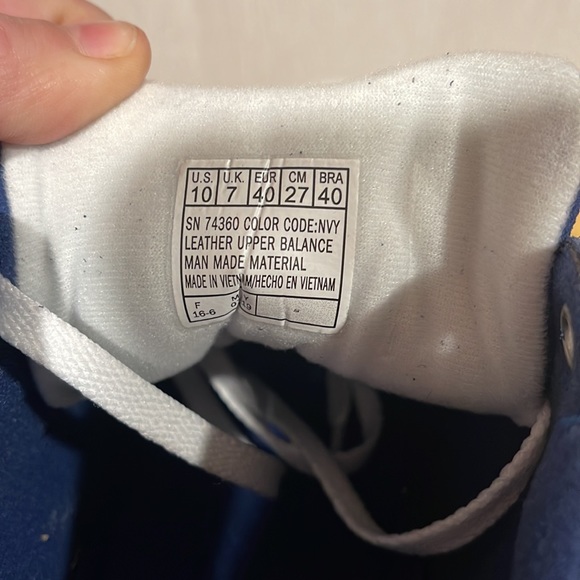 U.S. U.K. EUR CM BRA
10 7 40 27 40
SN 74360 COLOR CODE:NVY
LEATHER UPPER BALANCE
MAN MADE MATERIAL
MADE IN VIETNAM/HECHO EN VIETNAM
F M Y
16-6 19